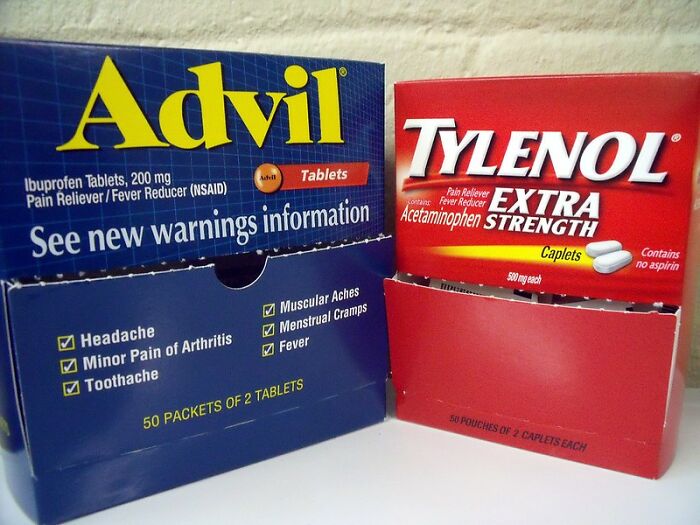 Advil®
Ibuprofen Tablets, 200 mg
Pain Reliever / Fever Reducer (NSAID)
Advil
Tablets
See new warnings information
Headache
Minor Pain of Arthritis
Toothache
Muscular Aches
Menstrual Cramps
Fever
50 PACKETS OF 2 TABLETS
TYLENOL®
Pain Reliever
Fever Reducer
Contains:
Acetaminophen
EXTRA
STRENGTH
Caplets
500 mg each
Contains
no aspirin
50 POUCHES OF 2 CAPLETS EACH